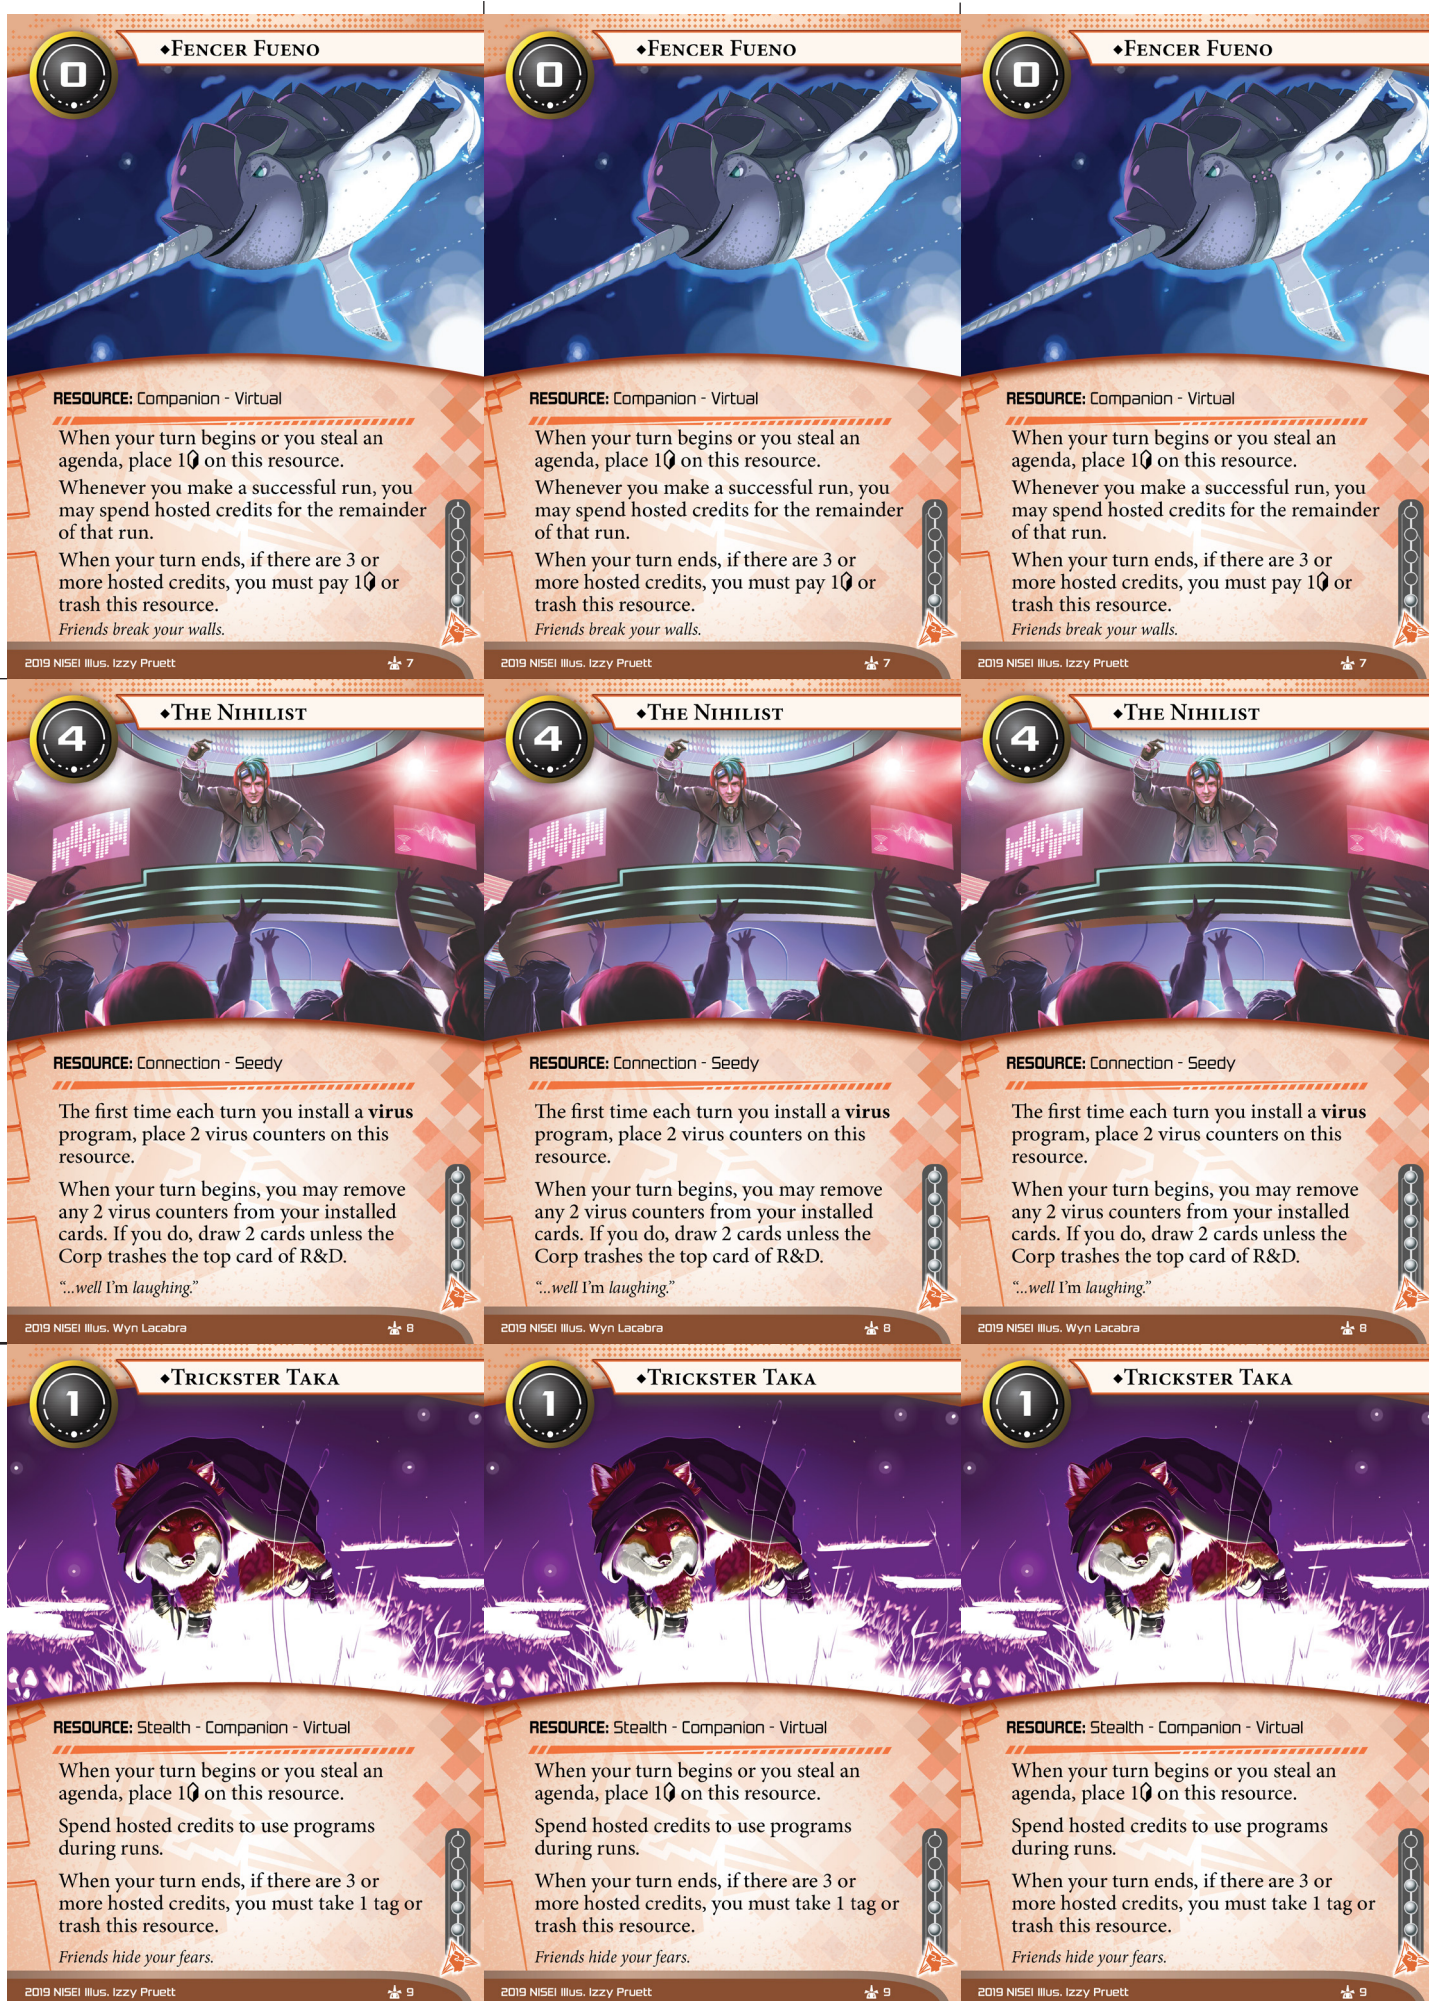 0
◆Fencer Fueno
RESOURCE: Companion - Virtual
When your turn begins or you steal an
agenda, place 1 on this resource.
Whenever you make a successful run, you
may spend hosted credits for the remainder
of that run.
When your turn ends, if there are 3 or
more hosted credits, you must pay 1 or
trash this resource.
Friends break your walls.
2019 NISEI Illus. Izzy Pruett
7
0
◆Fencer Fueno
RESOURCE: Companion - Virtual
When your turn begins or you steal an
agenda, place 1 on this resource.
Whenever you make a successful run, you
may spend hosted credits for the remainder
of that run.
When your turn ends, if there are 3 or
more hosted credits, you must pay 1 or
trash this resource.
Friends break your walls.
2019 NISEI Illus. Izzy Pruett
7
0
◆Fencer Fueno
RESOURCE: Companion - Virtual
When your turn begins or you steal an
agenda, place 1 on this resource.
Whenever you make a successful run, you
may spend hosted credits for the remainder
of that run.
When your turn ends, if there are 3 or
more hosted credits, you must pay 1 or
trash this resource.
Friends break your walls.
2019 NISEI Illus. Izzy Pruett
7
4
◆The Nihilist
RESOURCE: Connection - Seedy
The first time each turn you install a virus
program, place 2 virus counters on this
resource.
When your turn begins, you may remove
any 2 virus counters from your installed
cards. If you do, draw 2 cards unless the
Corp trashes the top card of R&D.
“...well I’m laughing.”
2019 NISEI Illus. Wyn Lacabra
8
4
◆The Nihilist
RESOURCE: Connection - Seedy
The first time each turn you install a virus
program, place 2 virus counters on this
resource.
When your turn begins, you may remove
any 2 virus counters from your installed
cards. If you do, draw 2 cards unless the
Corp trashes the top card of R&D.
“...well I’m laughing.”
2019 NISEI Illus. Wyn Lacabra
8
4
◆The Nihilist
RESOURCE: Connection - Seedy
The first time each turn you install a virus
program, place 2 virus counters on this
resource.
When your turn begins, you may remove
any 2 virus counters from your installed
cards. If you do, draw 2 cards unless the
Corp trashes the top card of R&D.
“...well I’m laughing.”
2019 NISEI Illus. Wyn Lacabra
8
1
◆Trickster Taka
RESOURCE: Stealth - Companion - Virtual
When your turn begins or you steal an
agenda, place 1 on this resource.
Spend hosted credits to use programs
during runs.
When your turn ends, if there are 3 or
more hosted credits, you must take 1 tag or
trash this resource.
Friends hide your fears.
2019 NISEI Illus. Izzy Pruett
9
1
◆Trickster Taka
RESOURCE: Stealth - Companion - Virtual
When your turn begins or you steal an
agenda, place 1 on this resource.
Spend hosted credits to use programs
during runs.
When your turn ends, if there are 3 or
more hosted credits, you must take 1 tag or
trash this resource.
Friends hide your fears.
2019 NISEI Illus. Izzy Pruett
9
1
◆Trickster Taka
RESOURCE: Stealth - Companion - Virtual
When your turn begins or you steal an
agenda, place 1 on this resource.
Spend hosted credits to use programs
during runs.
When your turn ends, if there are 3 or
more hosted credits, you must take 1 tag or
trash this resource.
Friends hide your fears.
2019 NISEI Illus. Izzy Pruett
9